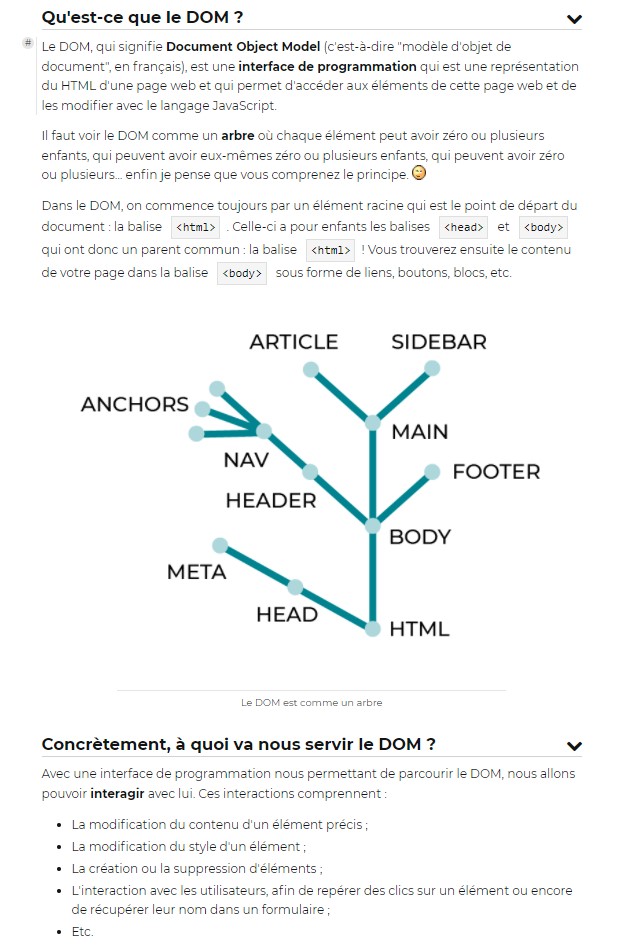 Qu'est-ce que le DOM ?
#
Le DOM, qui signifie Document Object Model (c'est-à-dire "modèle d'objet de
document", en français), est une interface de programmation qui est une représentation
du HTML d'une page web et qui permet d'accéder aux éléments de cette page web et de
les modifier avec le langage JavaScript.
Il faut voir le DOM comme un arbre où chaque élément peut avoir zéro ou plusieurs
enfants, qui peuvent avoir eux-mêmes zéro ou plusieurs enfants, qui peuvent avoir zéro
ou plusieurs... enfin je pense que vous comprenez le principe.
Dans le DOM, on commence toujours par un élément racine qui est le point de départ du
document : la balise <html> . Celle-ci a pour enfants les balises <head> et <body>
qui ont donc un parent commun : la balise <html> ! Vous trouverez ensuite le contenu
de votre page dans la balise <body> sous forme de liens, boutons, blocs, etc.
ARTICLE SIDEBAR
ANCHORS
MAIN
NAV
FOOTER
HEADER
BODY
META
HEAD
HTML
Le DOM est comme un arbre
Concrètement, à quoi va nous servir le DOM ?
Avec une interface de programmation nous permettant de parcourir le DOM, nous allons
pouvoir interagir avec lui. Ces interactions comprennent :
• La modification du contenu d'un élément précis ;
• La modification du style d'un élément ;
• La création ou la suppression d'éléments ;
• L'interaction avec les utilisateurs, afin de repérer des clics sur un élément ou encore
de récupérer leur nom dans un formulaire ;
• Etc.